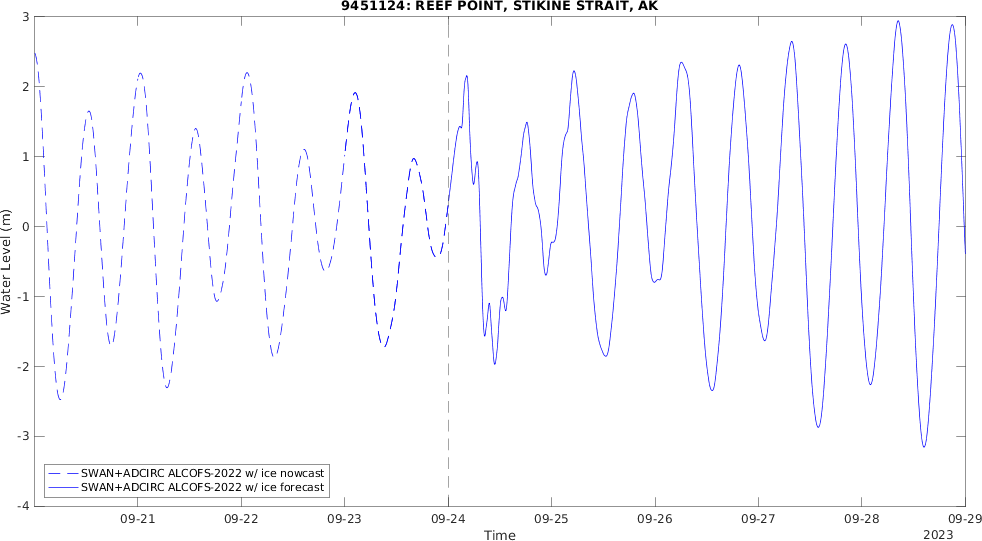 9451124: REEF POINT, STIKINE STRAIT, AK
3
2
1
0
-1
-2
-3
-4
Water Level (m)
SWAN+ADCIRC ALCOFS-2022 w/ ice nowcast
SWAN+ADCIRC ALCOFS-2022 w/ ice forecast
09-21 09-22 09-23 09-24 09-25 09-26 09-27 09-28 09-29
Time
2023